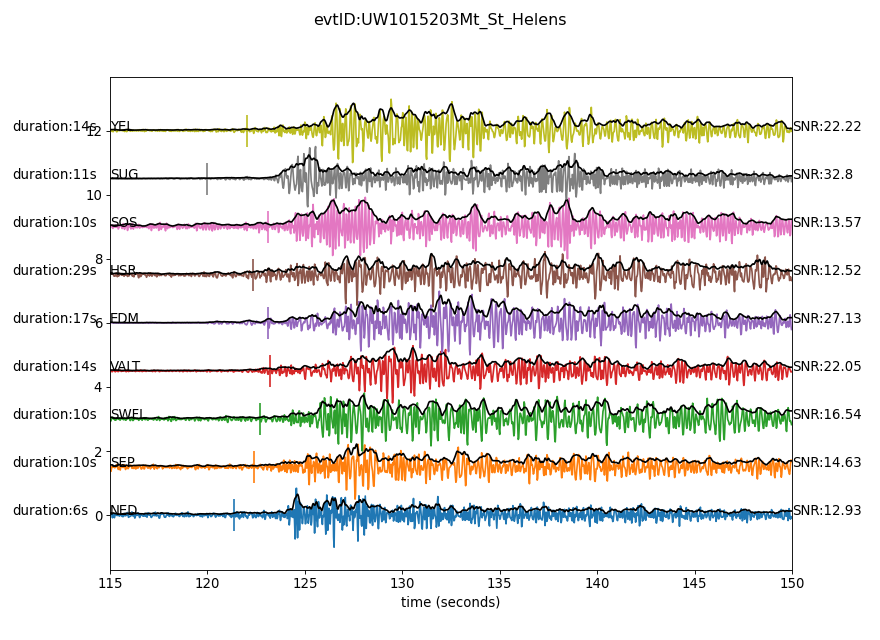 evtID:UW1015203Mt_St_Helens
duration:14s YEL SNR:22.22
12
duration:11s SUG SNR:32.8
10
duration:10s SOS SNR:13.57
8
duration:29s HSR SNR:12.52
duration:17s EDM SNR:27.13
6
duration:14s VALT SNR:22.05
4
duration:10s SWFL SNR:16.54
2
duration:10s SEP SNR:14.63
duration:6s NED SNR:12.93
0
115 120 125 130 135 140 145 150
time (seconds)